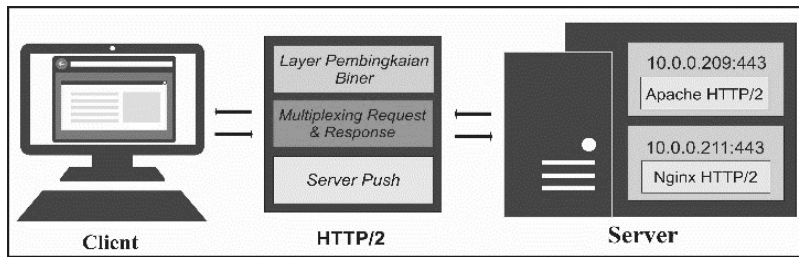 Layer Pembingkaian
Biner
Multiplexing Request
& Response
Server Push
10.0.0.209:443
Apache HTTP/2
10.0.0.211:443
Nginx HTTP/2
Client
HTTP/2
Server